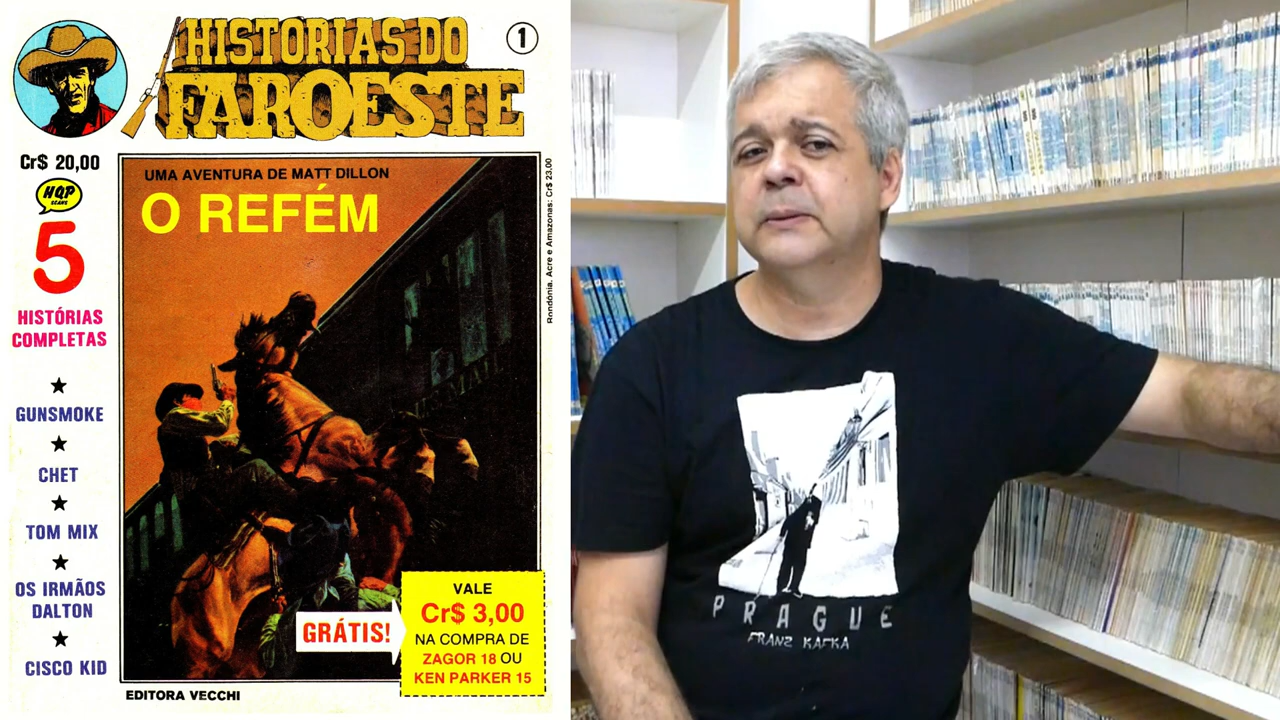 HISTÓRIAS DO
FAROESTE
1
Cr$ 20,00
HQP
SCANS
5
HISTÓRIAS
COMPLETAS
GUNSMOKE
CHET
TOM MIX
OS IRMÃOS
DALTON
CISCO KID
UMA AVENTURA DE MATT DILLON
O REFÉM
Rondônia, Acre e Amazonas: Cr$ 23,00
GRÁTIS!
VALE
Cr$ 3,00
NA COMPRA DE
ZAGOR 18 OU
KEN PARKER 15
EDITORA VECCHI
PRAGUE
FRANZ KAFKA